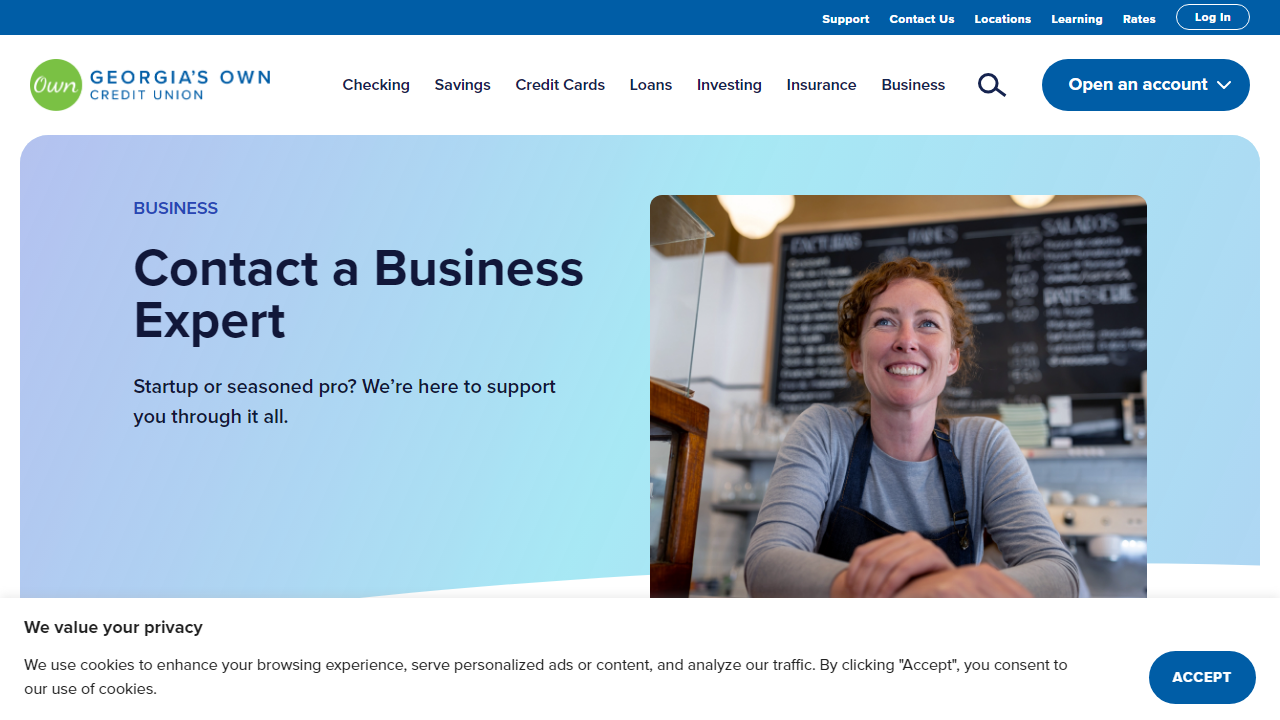 Support Contact Us Locations Learning Rates Log In
Own GEORGIA'S OWN
CREDIT UNION
Checking Savings Credit Cards Loans Investing Insurance Business Open an account
BUSINESS
Contact a Business
Expert
Startup or seasoned pro? We’re here to support
you through it all.
We value your privacy
We use cookies to enhance your browsing experience, serve personalized ads or content, and analyze our traffic. By clicking "Accept", you consent to
our use of cookies.
ACCEPT